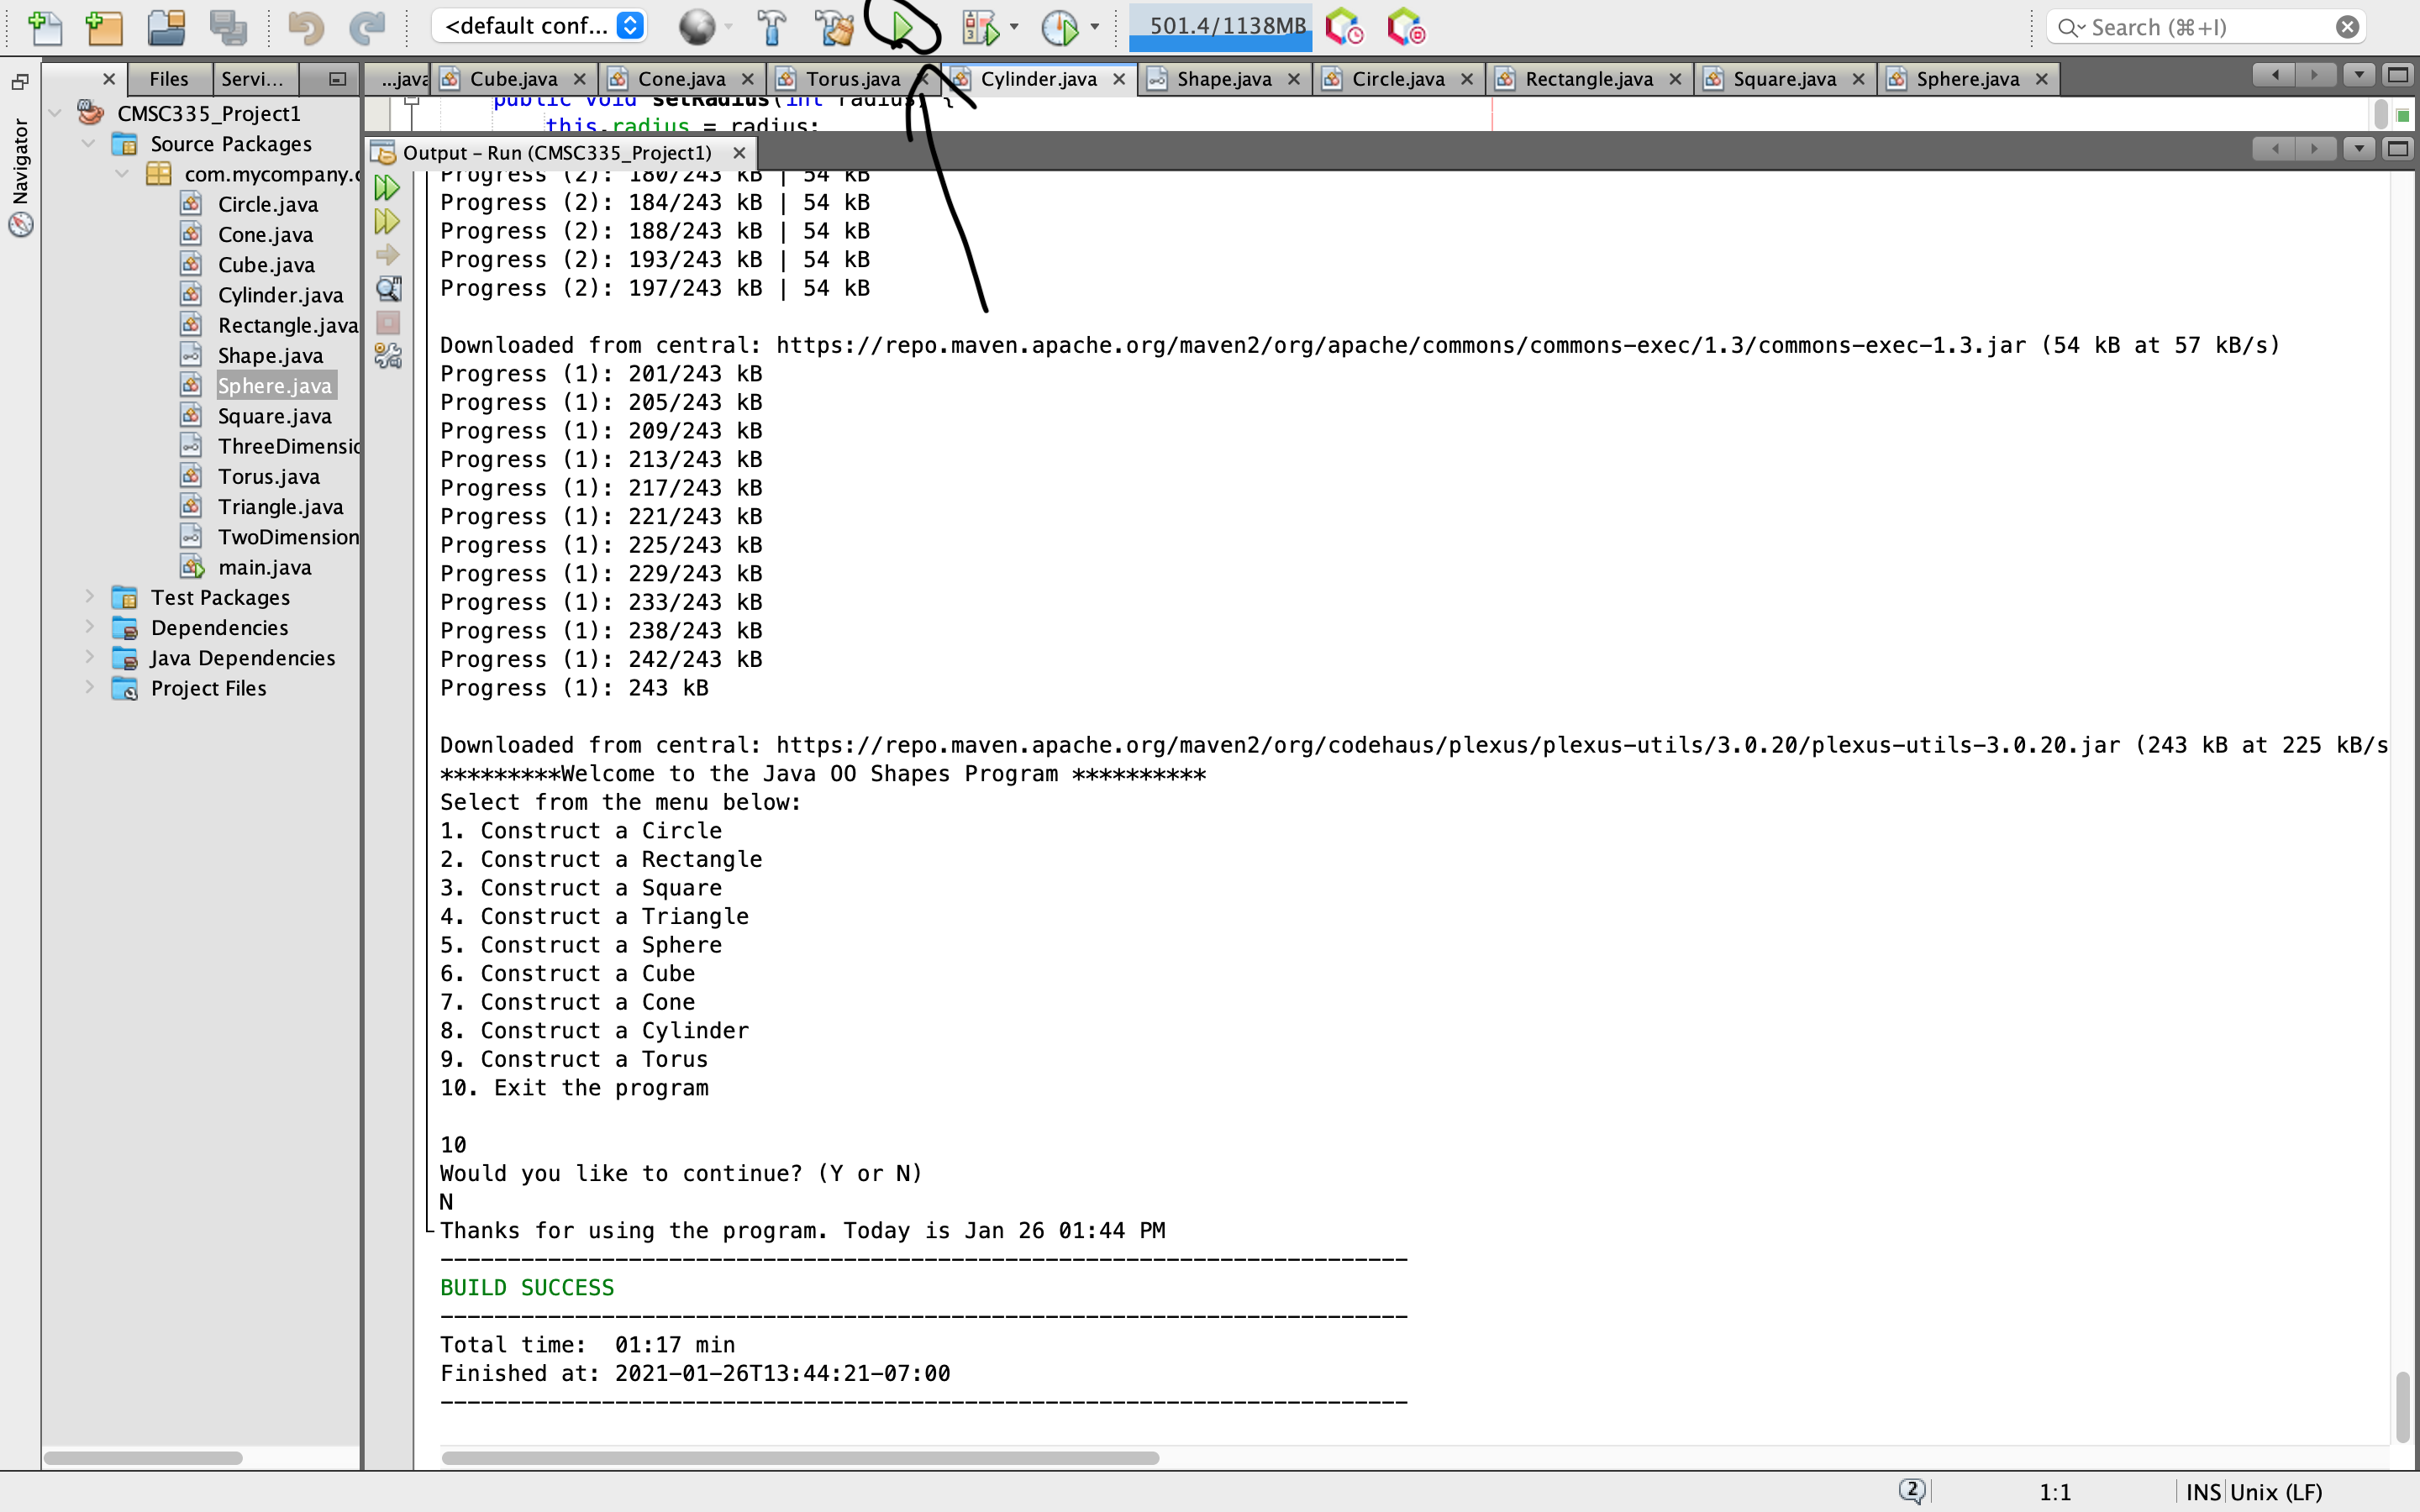 <default conf...
501.4/1138MB
Search (⌘+I)
Files
Servi...
...java
Cube.java
Cone.java
Torus.java
Cylinder.java
Shape.java
Circle.java
Rectangle.java
Square.java
Sphere.java
Navigator
CMSC335_Project1
Source Packages
com.mycompany.c
Circle.java
Cone.java
Cube.java
Cylinder.java
Rectangle.java
Shape.java
Sphere.java
Square.java
ThreeDimensic
Torus.java
Triangle.java
TwoDimension
main.java
Test Packages
Dependencies
Java Dependencies
Project Files
public void setRadius(int radius) {
this.radius = radius;
Output – Run (CMSC335_Project1)
Progress (2): 180/243 kB | 54 kB
Progress (2): 184/243 kB | 54 kB
Progress (2): 188/243 kB | 54 kB
Progress (2): 193/243 kB | 54 kB
Progress (2): 197/243 kB | 54 kB
Downloaded from central: https://repo.maven.apache.org/maven2/org/apache/commons/commons-exec/1.3/commons-exec-1.3.jar (54 kB at 57 kB/s)
Progress (1): 201/243 kB
Progress (1): 205/243 kB
Progress (1): 209/243 kB
Progress (1): 213/243 kB
Progress (1): 217/243 kB
Progress (1): 221/243 kB
Progress (1): 225/243 kB
Progress (1): 229/243 kB
Progress (1): 233/243 kB
Progress (1): 238/243 kB
Progress (1): 242/243 kB
Progress (1): 243 kB
Downloaded from central: https://repo.maven.apache.org/maven2/org/codehaus/plexus/plexus-utils/3.0.20/plexus-utils-3.0.20.jar (243 kB at 225 kB/s
*********Welcome to the Java OO Shapes Program **********
Select from the menu below:
1. Construct a Circle
2. Construct a Rectangle
3. Construct a Square
4. Construct a Triangle
5. Construct a Sphere
6. Construct a Cube
7. Construct a Cone
8. Construct a Cylinder
9. Construct a Torus
10. Exit the program
10
Would you like to continue? (Y or N)
N
Thanks for using the program. Today is Jan 26 01:44 PM
------------------------------------------------------------------------
BUILD SUCCESS
------------------------------------------------------------------------
Total time:  01:17 min
Finished at: 2021-01-26T13:44:21-07:00
------------------------------------------------------------------------
2
1:1
INS
Unix (LF)